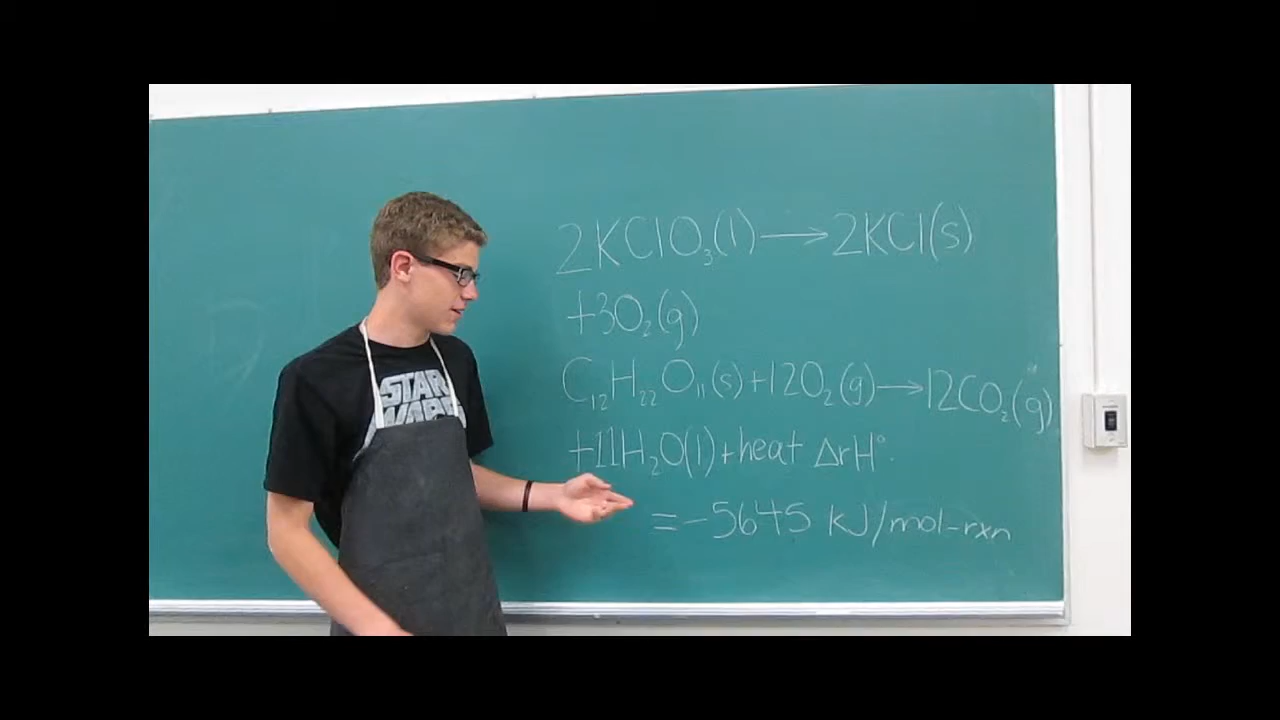 2KClO₃(l) → 2KCl(s)
+3O₂(g)
C₁₂H₂₂O₁₁(s)+12O₂(g)→12CO₂(g)
+11H₂O(l)+heat ΔrH°
=-5645 kJ/mol-rxn
STAR
WARS